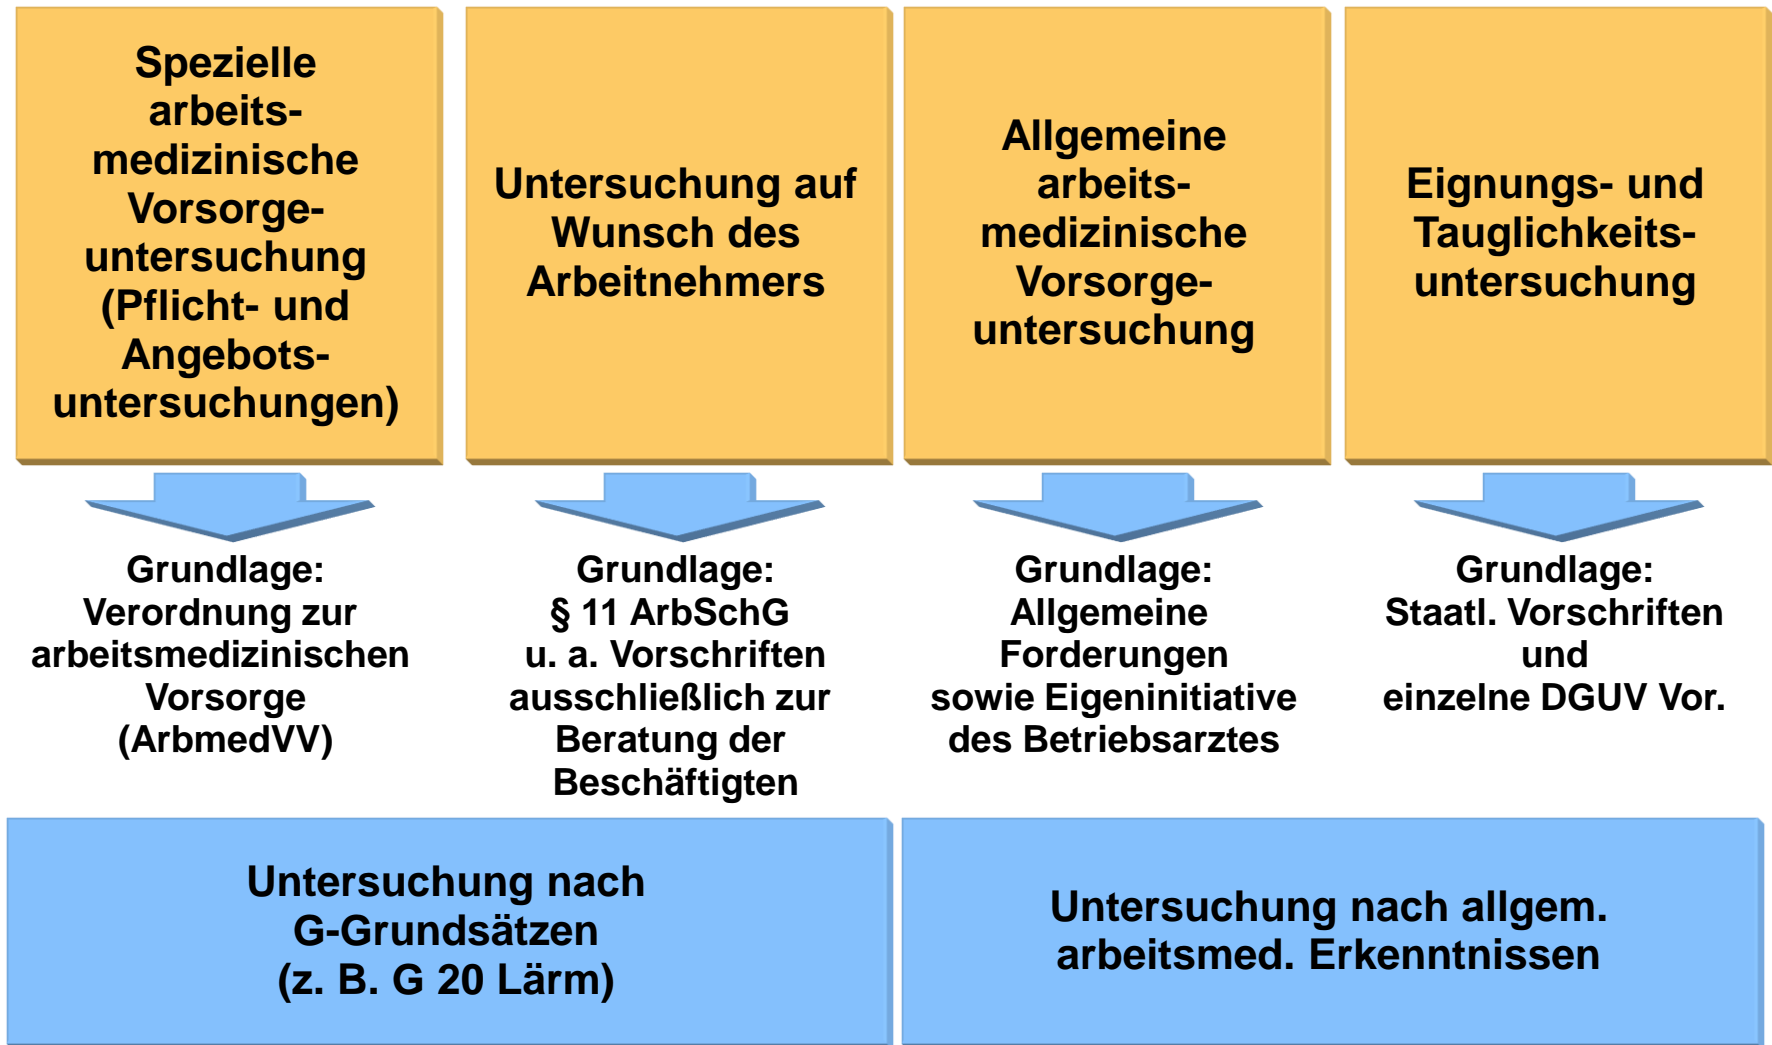 Spezielle
arbeits-
medizinische
Vorsorge-
untersuchung
(Pflicht- und
Angebots-
untersuchungen)
Untersuchung auf
Wunsch des
Arbeitnehmers
Allgemeine
arbeits-
medizinische
Vorsorge-
untersuchung
Eignungs- und
Tauglichkeits-
untersuchung
Grundlage:
Verordnung zur
arbeitsmedizinischen
Vorsorge
(ArbmedVV)
Grundlage:
§ 11 ArbSchG
u. a. Vorschriften
ausschließlich zur
Beratung der
Beschäftigten
Grundlage:
Allgemeine
Forderungen
sowie Eigeninitiative
des Betriebsarztes
Grundlage:
Staatl. Vorschriften
und
einzelne DGUV Vor.
Untersuchung nach
G-Grundsätzen
(z. B. G 20 Lärm)
Untersuchung nach allgem.
arbeitsmed. Erkenntnissen